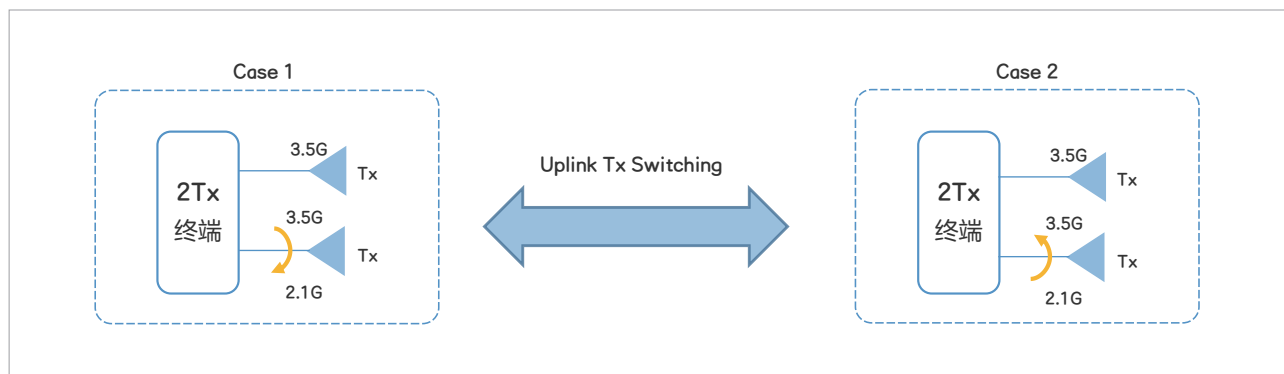 Case 1
3.5G
Tx
2Tx
终端
3.5G
Tx
2.1G
Uplink Tx Switching
Case 2
3.5G
Tx
2Tx
终端
3.5G
Tx
2.1G